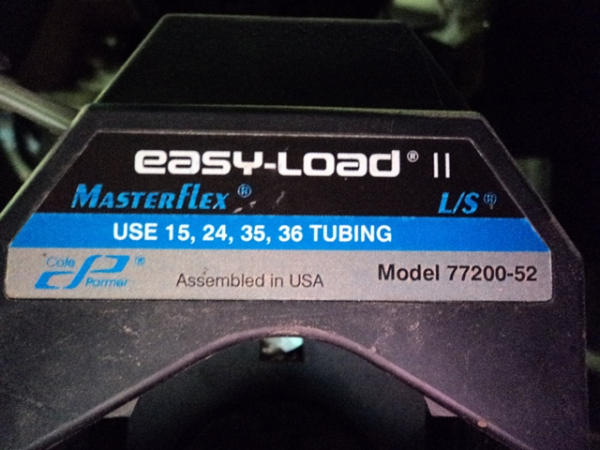 easy-Load® II
MASTERFLEX® L/S®
USE 15, 24, 35, 36 TUBING
Cole Parmer®
Assembled in USA
Model 77200-52